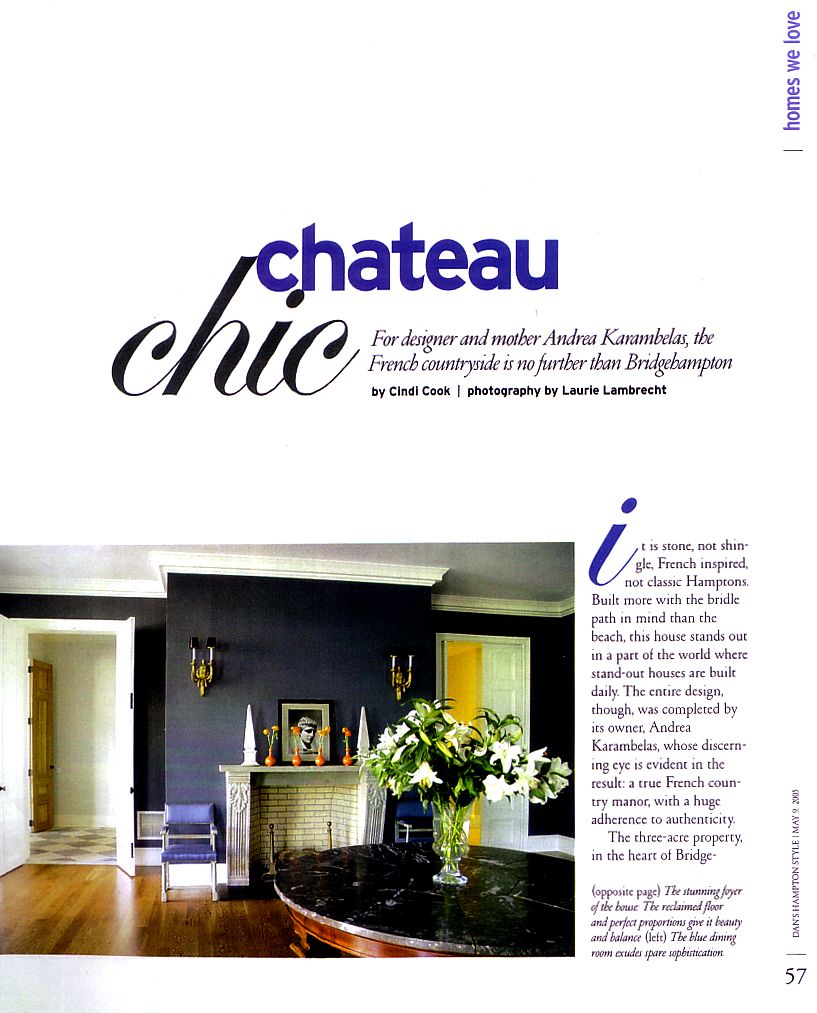 homes we love
chateau
chic
For designer and mother Andrea Karambelas, the
French countryside is no further than Bridgehampton
by Cindi Cook | photography by Laurie Lambrecht
it is stone, not shin-
gle, French inspired,
not classic Hamptons.
Built more with the bridle
path in mind than the
beach, this house stands out
in a part of the world where
stand-out houses are built
daily. The entire design,
though, was completed by
its owner, Andrea
Karambelas, whose discern-
ing eye is evident in the
result: a true French coun-
try manor, with a huge
adherence to authenticity.
The three-acre property,
in the heart of Bridge-
(opposite page) The stunning foyer
of the house. The reclaimed floor
and perfect proportions give it beauty
and balance (left) The blue dining
room exudes spare sophistication.
DAN'S HAMPTON STYLE | MAY 9 2003
57